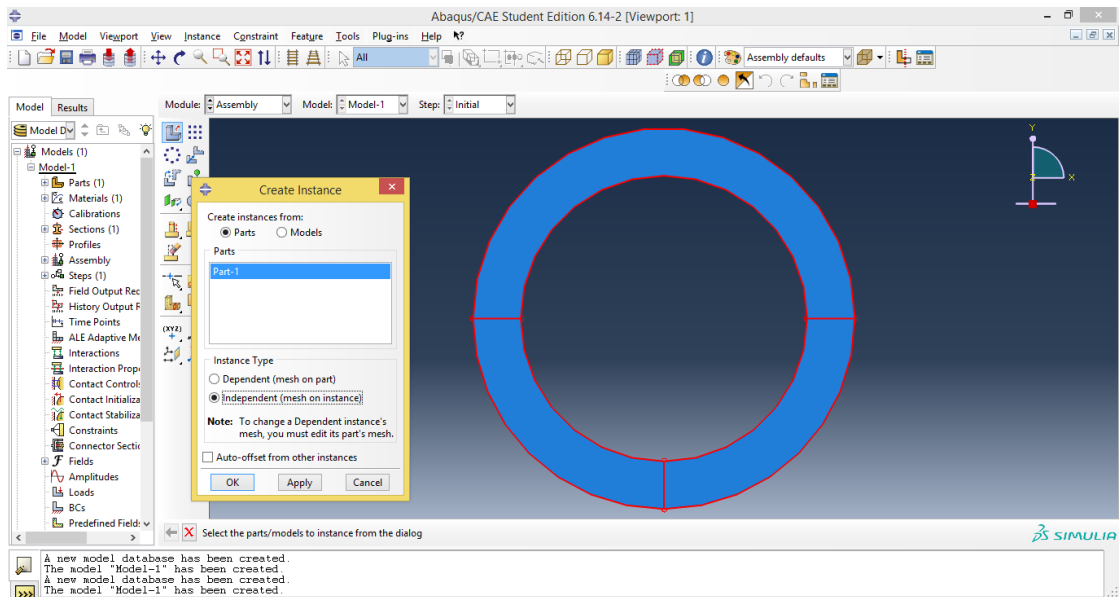 Abaqus/CAE Student Edition 6.14-2 [Viewport: 1]
File Model Viewport View Instance Constraint Feature Tools Plug-ins Help
All
Assembly defaults
Model Results
Module: Assembly Model: Model-1 Step: Initial
Model D
Models (1)
Model-1
Parts (1)
Materials (1)
Calibrations
Sections (1)
Profiles
Assembly
Steps (1)
Field Output Rec
History Output R
Time Points
ALE Adaptive Me
Interactions
Interaction Prope
Contact Controls
Contact Initializa
Contact Stabiliza
Constraints
Connector Sectio
Fields
Amplitudes
Loads
BCs
Predefined Fields
(XYZ)
Create Instance
Create instances from:
Parts Models
Parts
Part-1
Instance Type
Dependent (mesh on part)
Independent (mesh on instance)
Note: To change a Dependent instance's
mesh, you must edit its part's mesh.
Auto-offset from other instances
OK Apply Cancel
Y
Z
X
Select the parts/models to instance from the dialog
SIMULIA
A new model database has been created.
The model "Model-1" has been created.
A new model database has been created.
The model "Model-1" has been created.